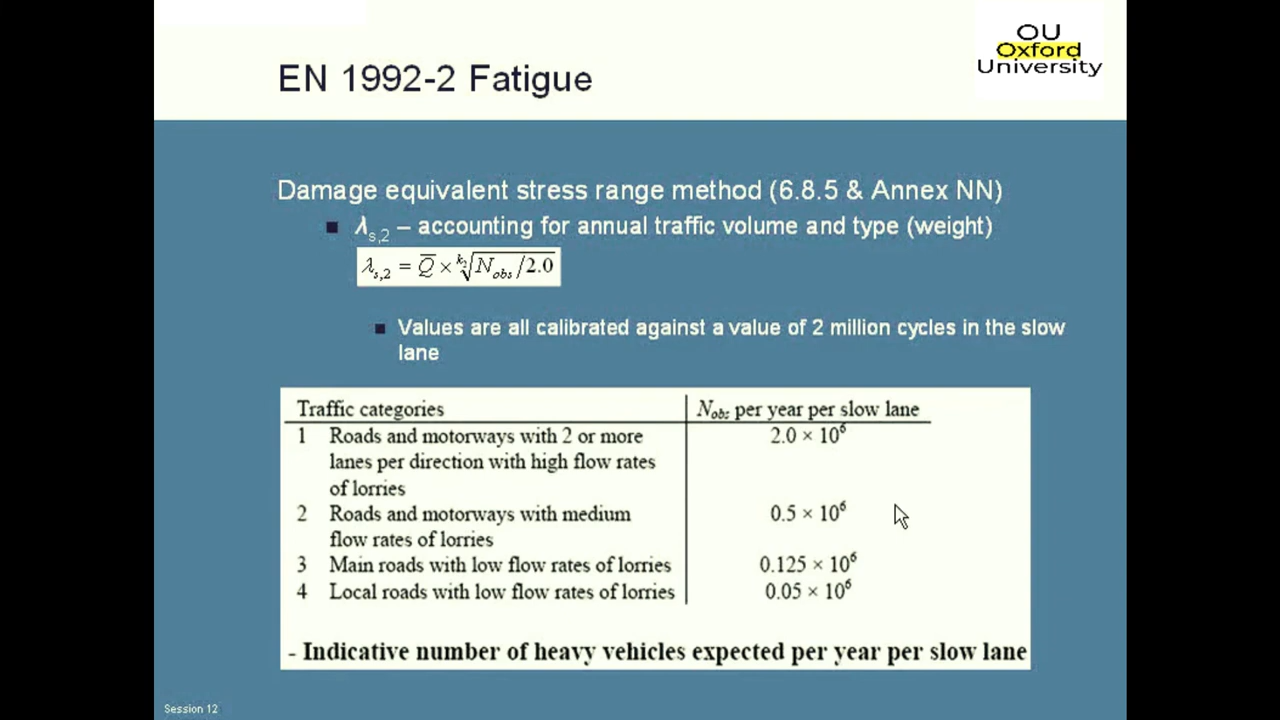 OU
Oxford
University
EN 1992-2 Fatigue
Damage equivalent stress range method (6.8.5 & Annex NN)
■ λs,2 – accounting for annual traffic volume and type (weight)
λs,2 = Q̅ × k₂√Nobs/2.0
■ Values are all calibrated against a value of 2 million cycles in the slow
lane
Traffic categories Nobs per year per slow lane
1 Roads and motorways with 2 or more 2.0 × 10⁶
lanes per direction with high flow rates
of lorries
2 Roads and motorways with medium 0.5 × 10⁶
flow rates of lorries
3 Main roads with low flow rates of lorries 0.125 × 10⁶
4 Local roads with low flow rates of lorries 0.05 × 10⁶
- Indicative number of heavy vehicles expected per year per slow lane
Session 12